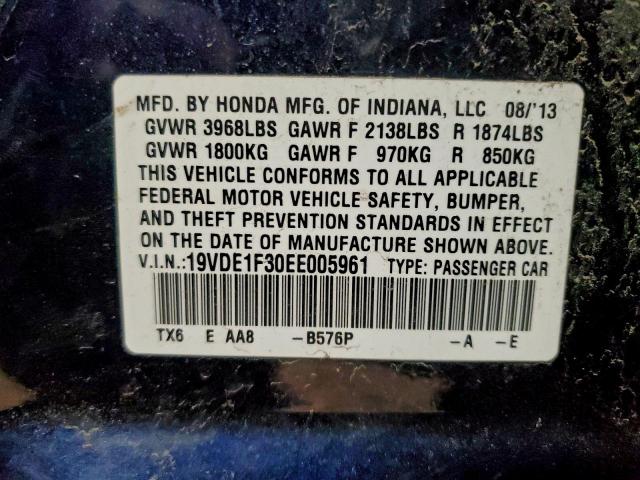 MFD. BY HONDA MFG. OF INDIANA, LLC 08/'13
GVWR 3968LBS GAWR F 2138LBS R 1874LBS
GVWR 1800KG GAWR F 970KG R 850KG
THIS VEHICLE CONFORMS TO ALL APPLICABLE
FEDERAL MOTOR VEHICLE SAFETY, BUMPER,
AND THEFT PREVENTION STANDARDS IN EFFECT
ON THE DATE OF MANUFACTURE SHOWN ABOVE.
V.I.N.:19VDE1F30EE005961 TYPE: PASSENGER CAR
TX6 E AA8 -B576P -A -E